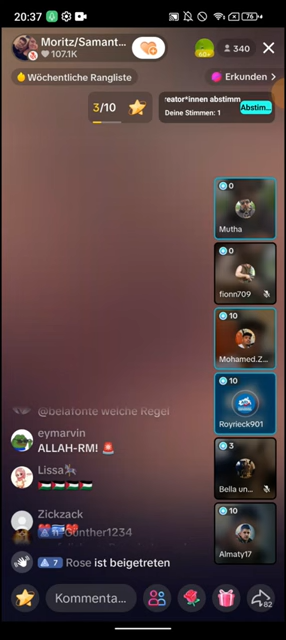 20:37
76
Moritz/Samant...
107.1K
60+
340
Wöchentliche Rangliste
Erkunden >
3/10
reator*innen abstimm
Deine Stimmen: 1
Abstim...
0
Mutha
0
fionn709
10
Mohamed.Z...
10
Royrieck901
3
Bella un...
10
Almaty17
@belafonte welche Regel
eymarvin
ALLAH-RM! 🚨
Lissa
🇵🇸🇵🇸🇵🇸🇵🇸
Zickzack
Günther1234
7 Rose ist beigetreten
Kommenta...
82